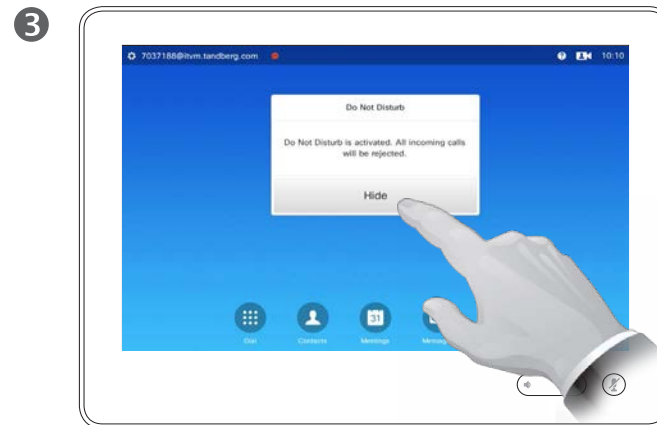 3
7037188@itvm.tandberg.com
10:10
Do Not Disturb
Do Not Disturb is activated. All incoming calls
will be rejected.
Hide
31
Dial
Contacts
Meetings